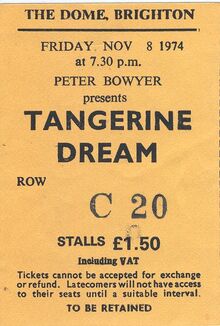 THE DOME, BRIGHTON
FRIDAY NOV 8 1974
at 7.30 p.m.
PETER BOWYER
presents
TANGERINE
DREAM
ROW
C 20
STALLS £1.50
Including VAT
Tickets cannot be accepted for exchange
or refund. Latecomers will not have access
to their seats until a suitable interval.
TO BE RETAINED